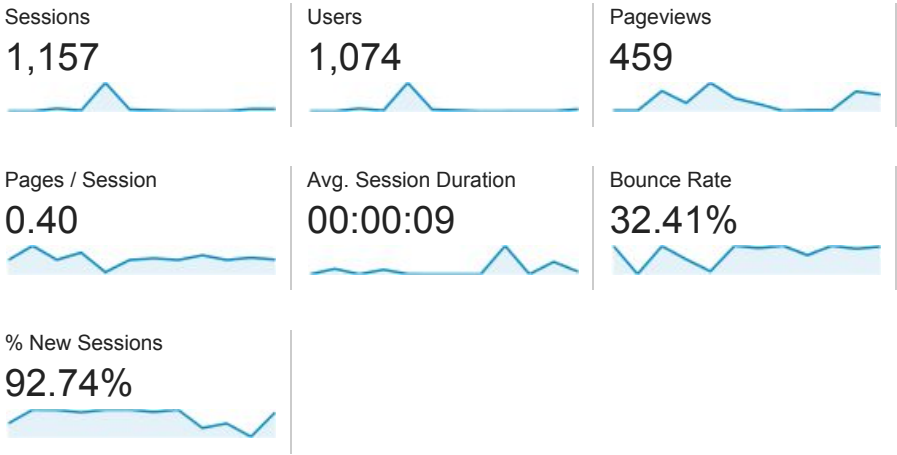 Sessions
1,157
Users
1,074
Pageviews
459
Pages / Session
0.40
Avg. Session Duration
00:00:09
Bounce Rate
32.41%
% New Sessions
92.74%